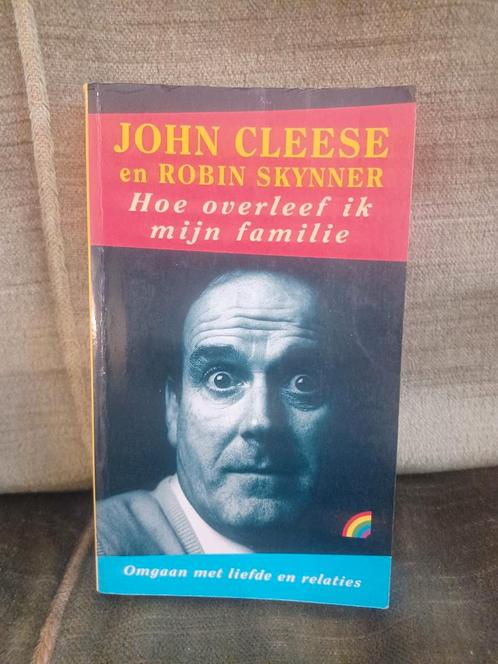 JOHN CLEESE
en ROBIN SKYNNER
Hoe overleef ik
mijn familie
Omgaan met liefde en relaties